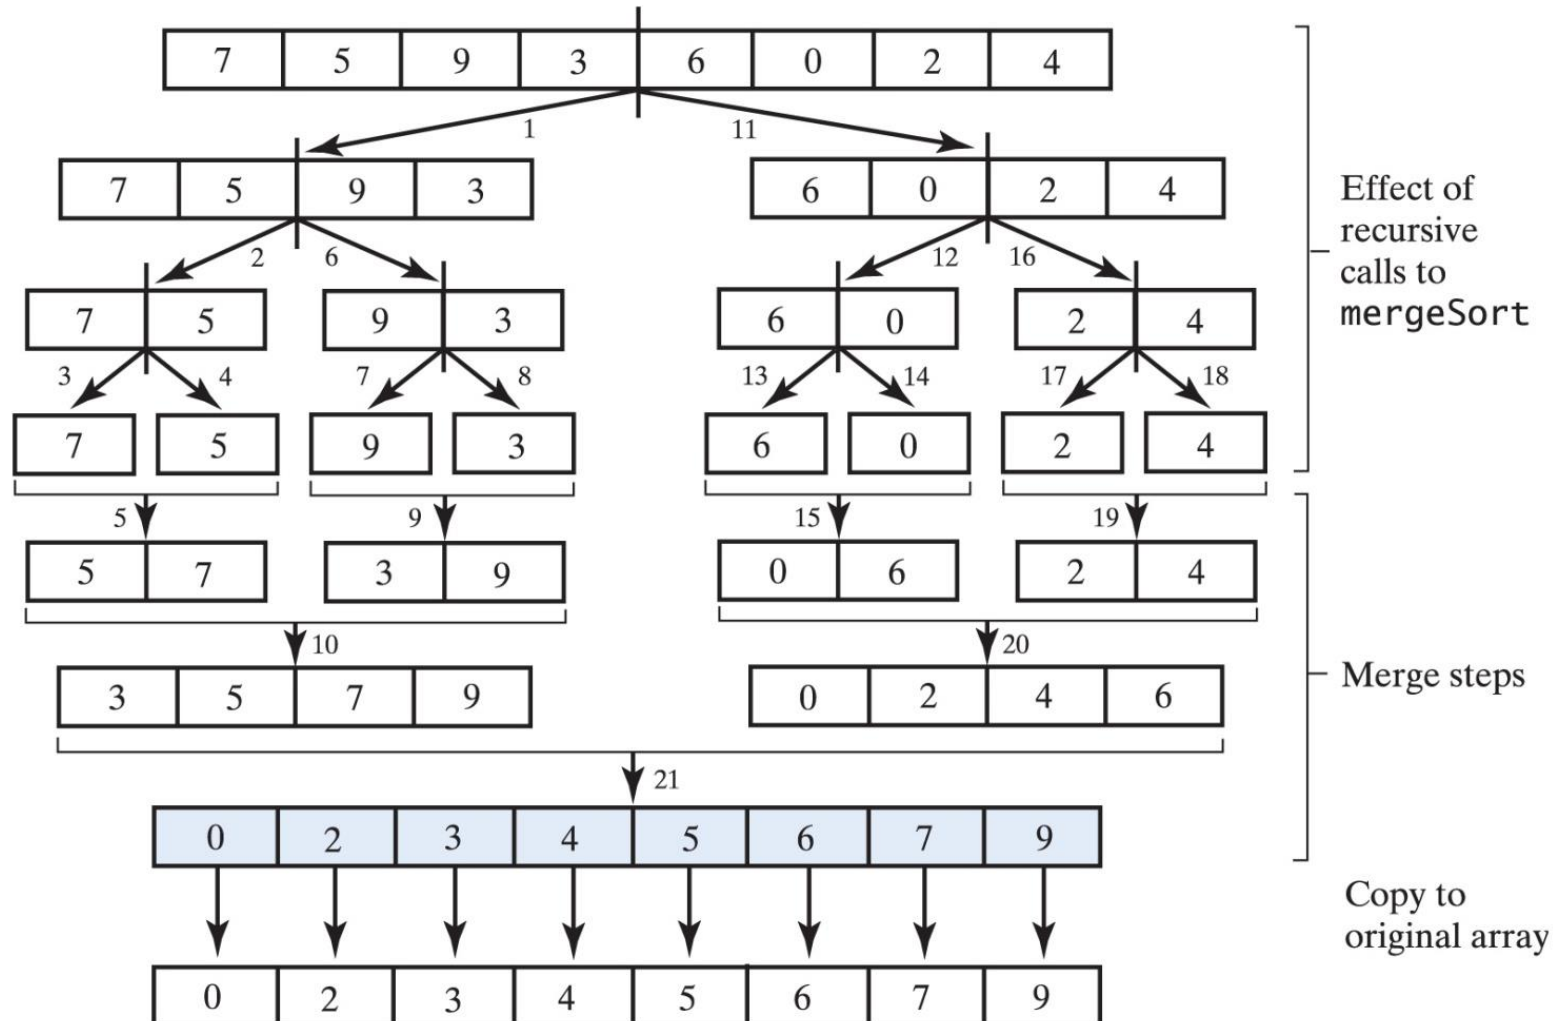 7 5 9 3 6 0 2 4
1 11
7 5 9 3 6 0 2 4
2 6 12 16
7 5 9 3 6 0 2 4
3 4 7 8 13 14 17 18
7 5 9 3 6 0 2 4
Effect of
recursive
calls to
mergeSort
5 9 15 19
5 7 3 9 0 6 2 4
10 20
3 5 7 9 0 2 4 6
Merge steps
21
0 2 3 4 5 6 7 9
Copy to
original array
0 2 3 4 5 6 7 9